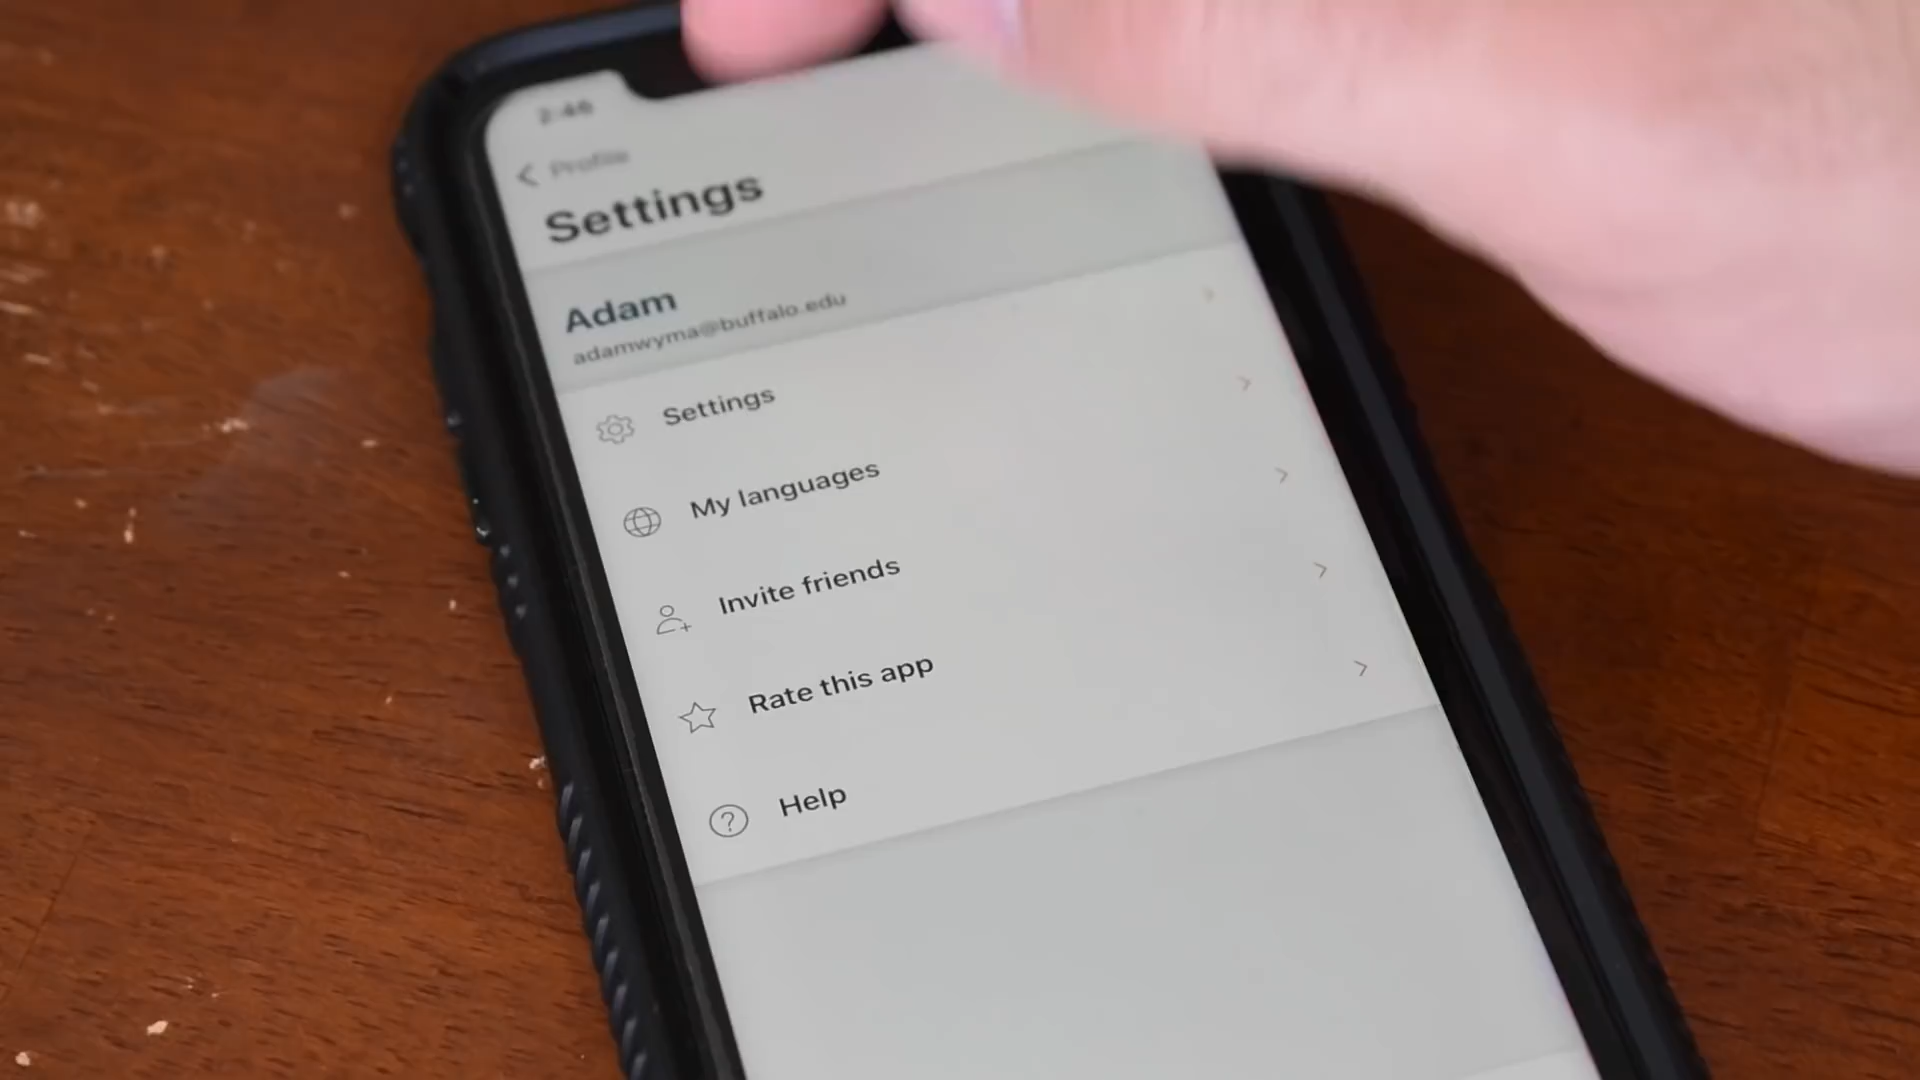 2:46
Profile
Settings
Adam
adamwyma@buffalo.edu
Settings
My languages
Invite friends
Rate this app
Help